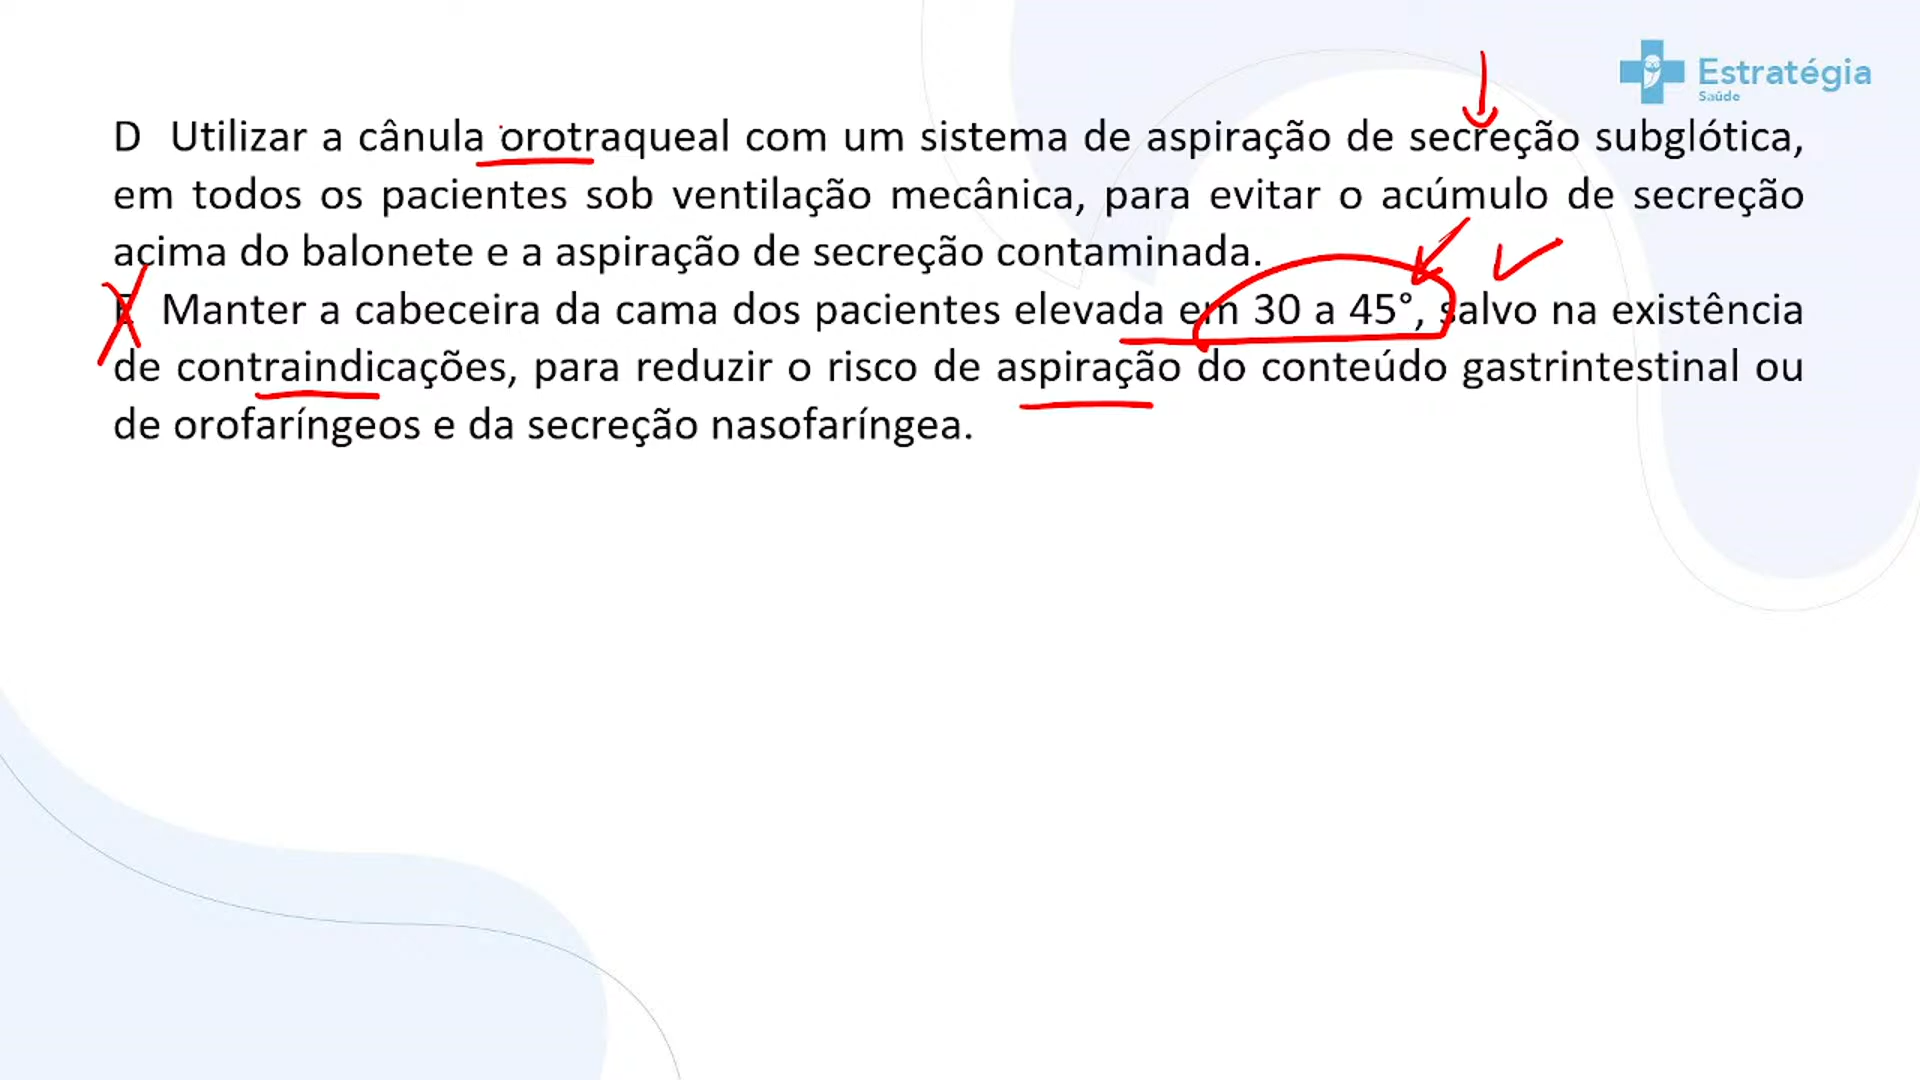 Estratégia
Saúde
D Utilizar a cânula orotraqueal com um sistema de aspiração de secreção subglótica,
em todos os pacientes sob ventilação mecânica, para evitar o acúmulo de secreção
acima do balonete e a aspiração de secreção contaminada.
E Manter a cabeceira da cama dos pacientes elevada em 30 a 45°, salvo na existência
de contraindicações, para reduzir o risco de aspiração do conteúdo gastrintestinal ou
de orofaríngeos e da secreção nasofaríngea.